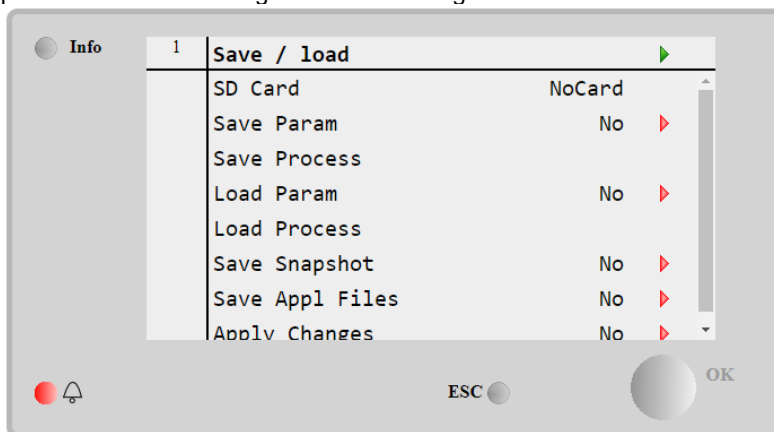 Info
1 Save / load
SD Card NoCard
Save Param No
Save Process
Load Param No
Load Process
Save Snapshot No
Save Appl Files No
Apply Changes No
ESC
OK